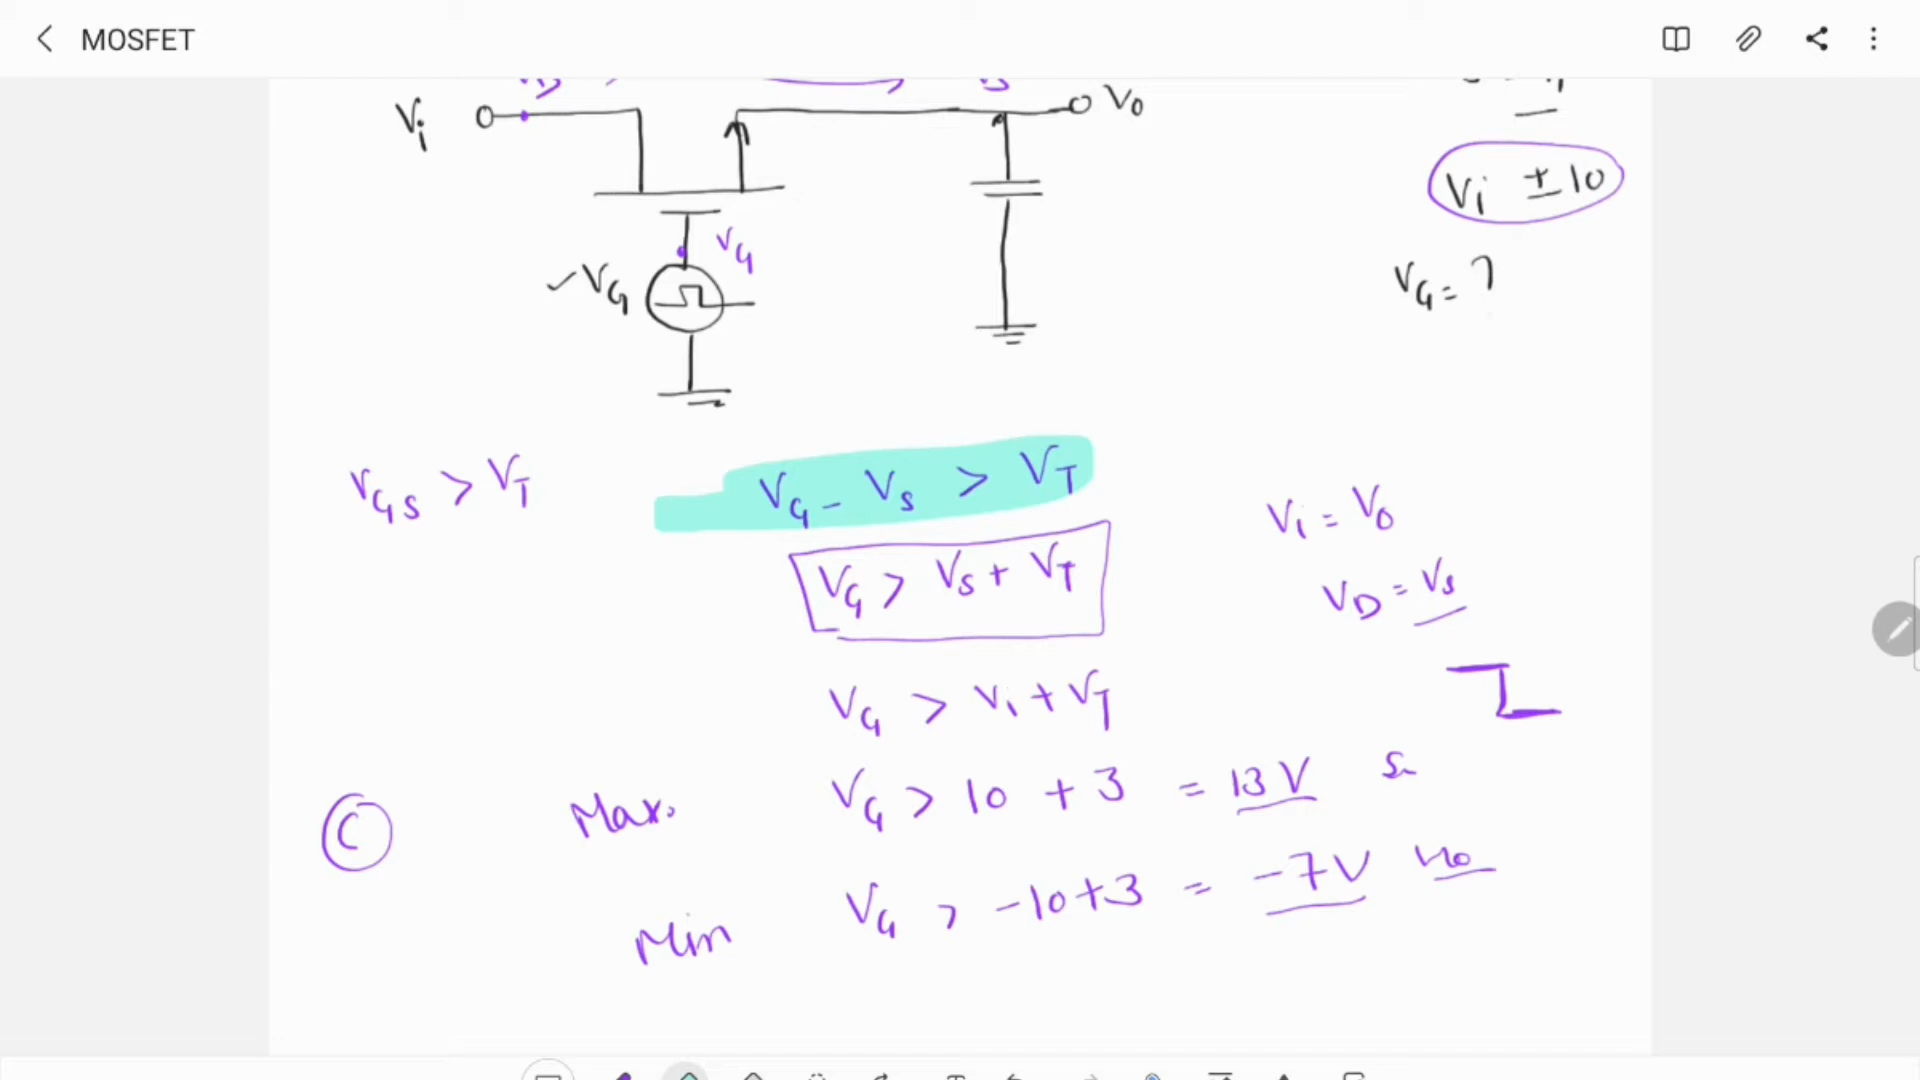 MOSFET
Vi
Vo
Vi ±10
VG
VG
VG = ?
VGS > VT
VG - VS > VT
Vi = Vo
VG > VS + VT
VD = VS
VG > Vi + VT
Max. VG > 10 + 3 = 13 V
C
Min VG > -10+3 = -7V No